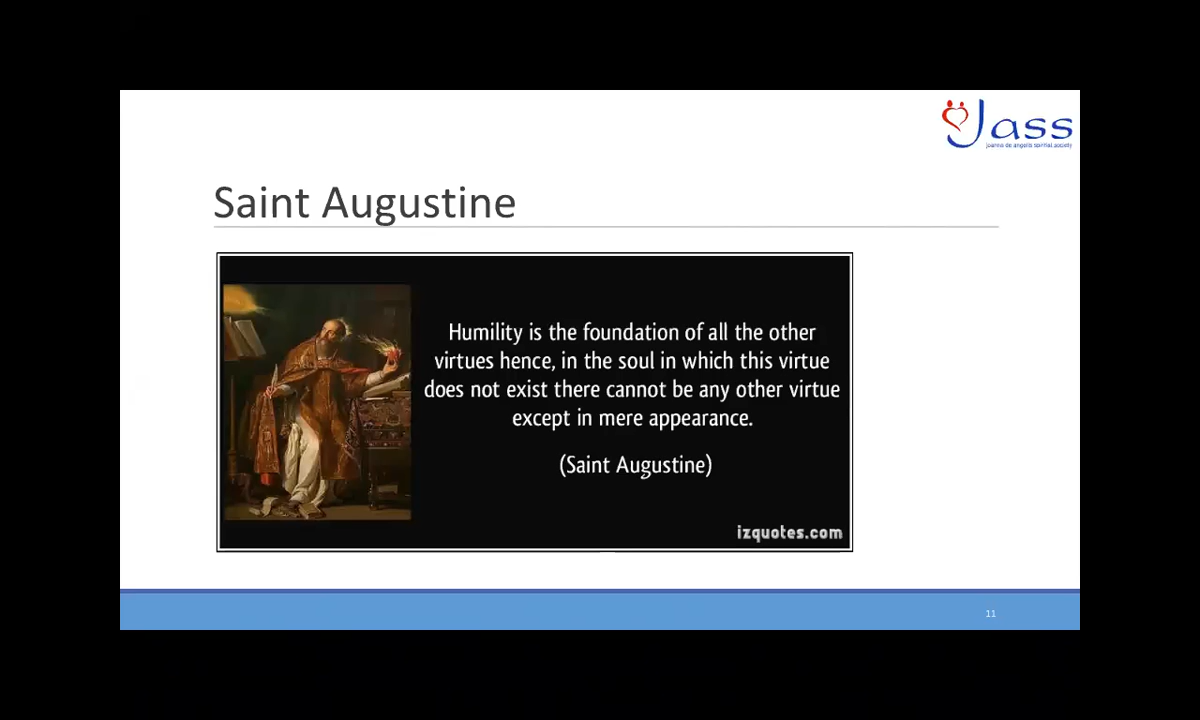 Jass
joanna de angelis spiritist society
Saint Augustine
Humility is the foundation of all the other
virtues hence, in the soul in which this virtue
does not exist there cannot be any other virtue
except in mere appearance.
(Saint Augustine)
izquotes.com
11